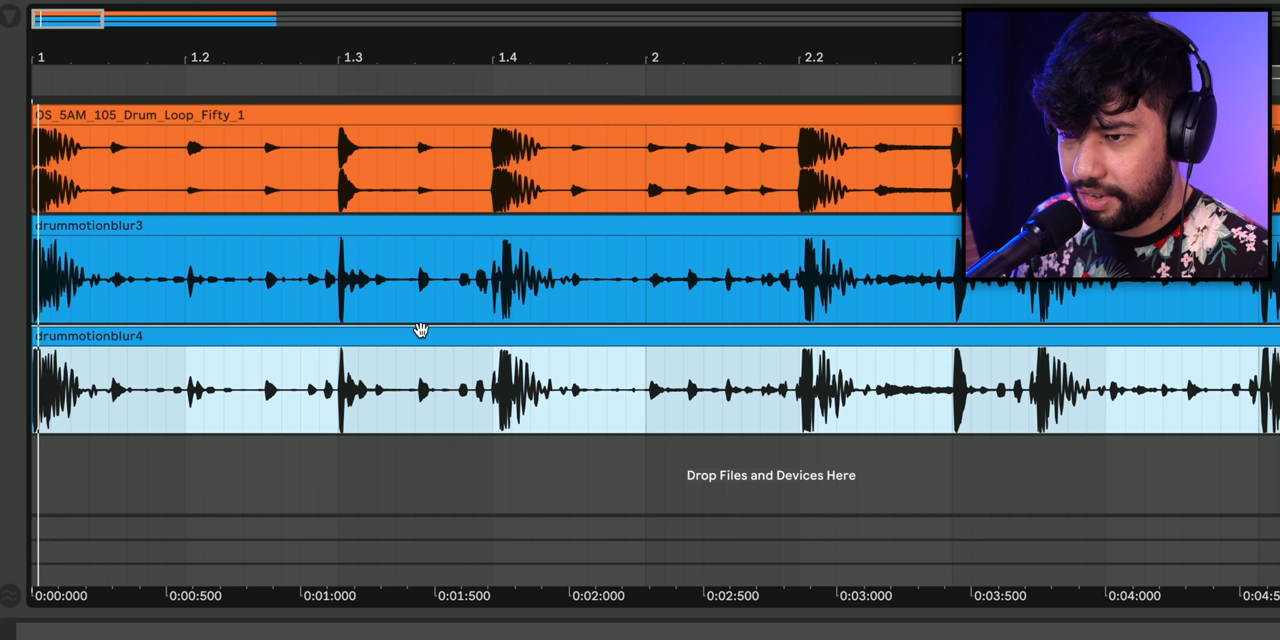 1 1.2 1.3 1.4 2 2.2
OS_5AM_105_Drum_Loop_Fifty_1
drummotionblur3
drummotionblur4
Drop Files and Devices Here
0:00:000 0:00:500 0:01:000 0:01:500 0:02:000 0:02:500 0:03:000 0:03:500 0:04:000